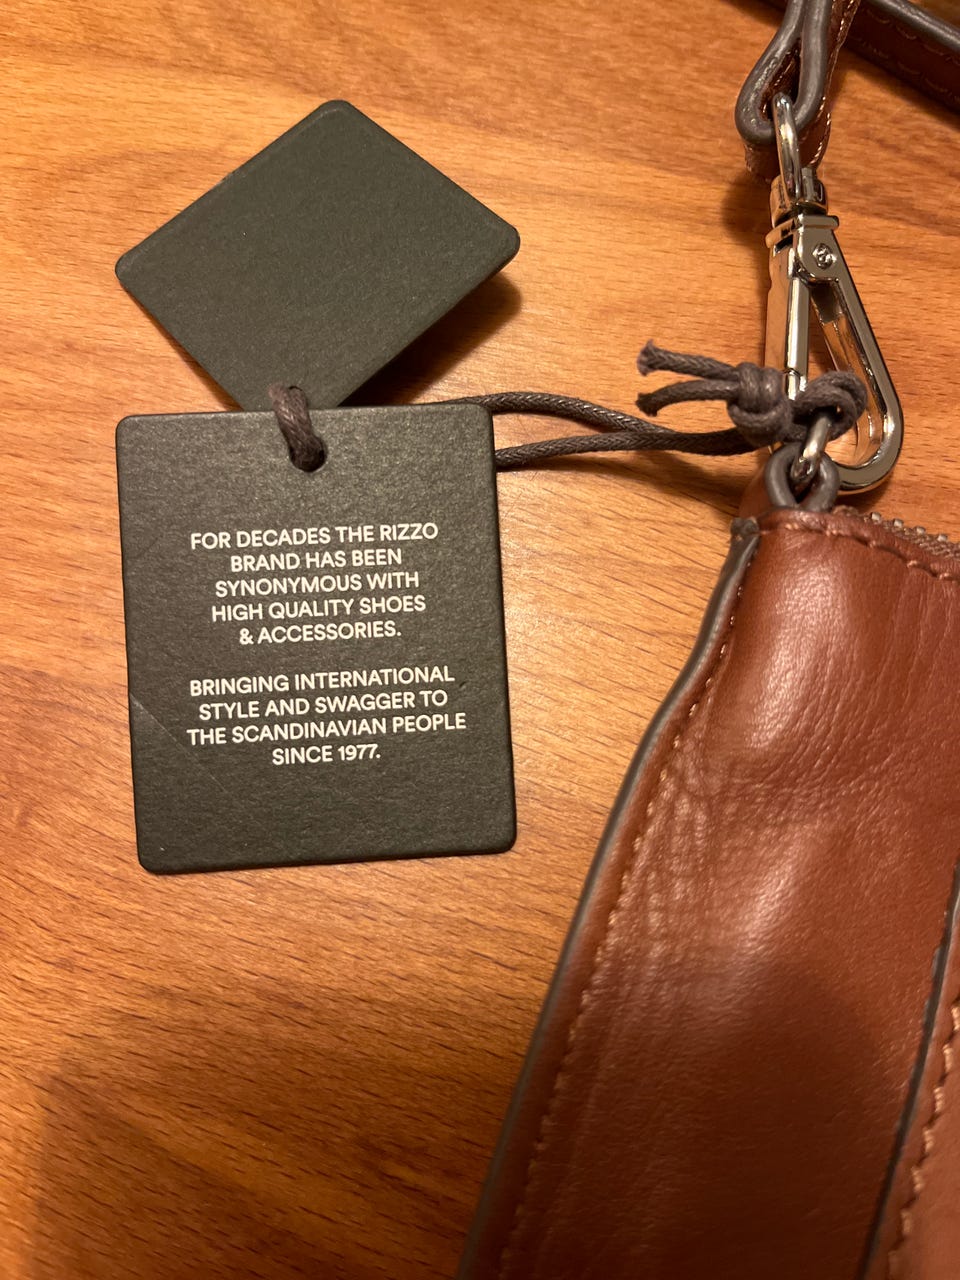 FOR DECADES THE RIZZO
BRAND HAS BEEN
SYNONYMOUS WITH
HIGH QUALITY SHOES
& ACCESSORIES.
BRINGING INTERNATIONAL
STYLE AND SWAGGER TO
THE SCANDINAVIAN PEOPLE
SINCE 1977.